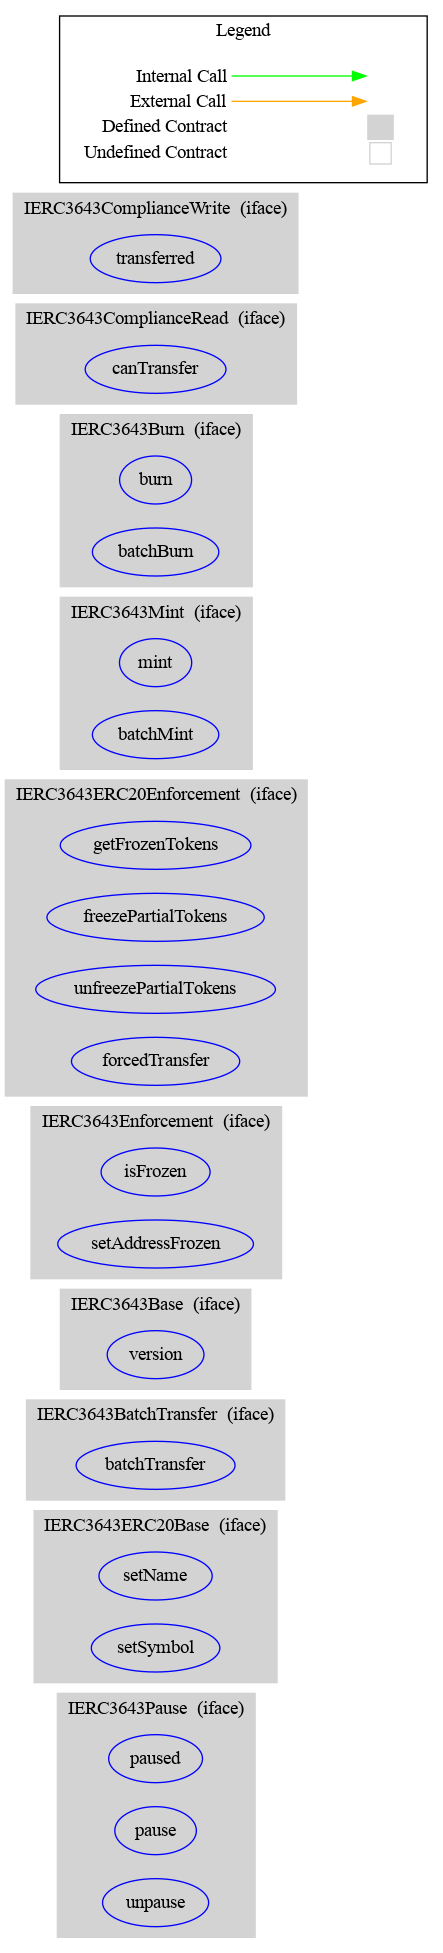 Legend
Internal Call
External Call
Defined Contract
Undefined Contract
IERC3643ComplianceWrite (iface)
transferred
IERC3643ComplianceRead (iface)
canTransfer
IERC3643Burn (iface)
burn
batchBurn
IERC3643Mint (iface)
mint
batchMint
IERC3643ERC20Enforcement (iface)
getFrozenTokens
freezePartialTokens
unfreezePartialTokens
forcedTransfer
IERC3643Enforcement (iface)
isFrozen
setAddressFrozen
IERC3643Base (iface)
version
IERC3643BatchTransfer (iface)
batchTransfer
IERC3643ERC20Base (iface)
setName
setSymbol
IERC3643Pause (iface)
paused
pause
unpause